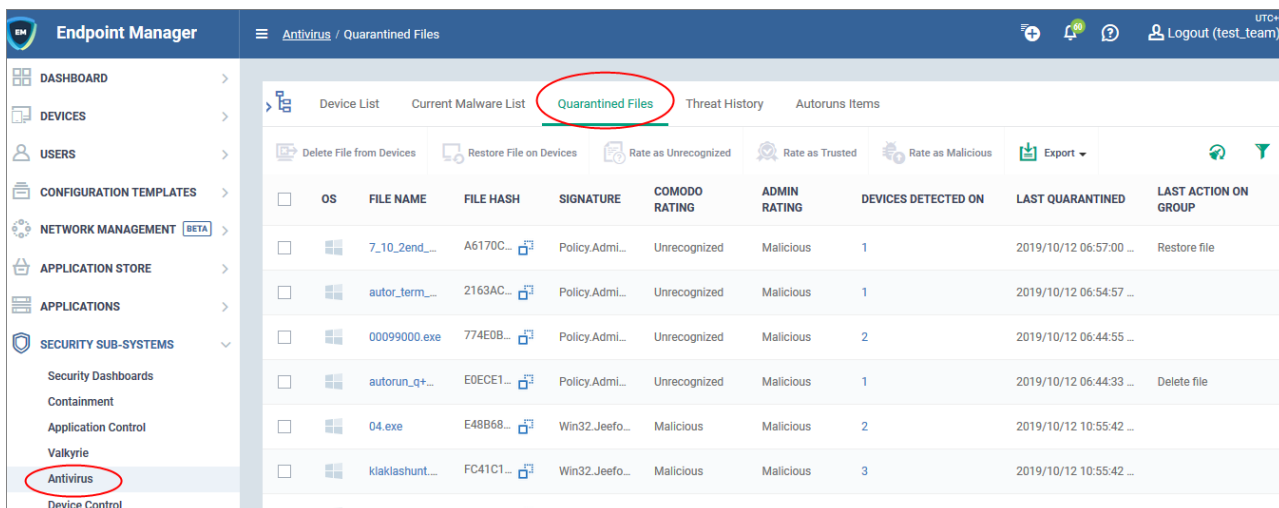 UTC+
EM Endpoint Manager ☰ Antivirus / Quarantined Files 60 Logout (test_team)
DASHBOARD
DEVICES
USERS
CONFIGURATION TEMPLATES
NETWORK MANAGEMENT BETA
APPLICATION STORE
APPLICATIONS
SECURITY SUB-SYSTEMS
Security Dashboards
Containment
Application Control
Valkyrie
Antivirus
Device Control
Device List Current Malware List Quarantined Files Threat History Autoruns Items
Delete File from Devices Restore File on Devices Rate as Unrecognized Rate as Trusted Rate as Malicious Export
OS FILE NAME FILE HASH SIGNATURE COMODO RATING ADMIN RATING DEVICES DETECTED ON LAST QUARANTINED LAST ACTION ON GROUP
7_10_2end_... A6170C... Policy.Admi... Unrecognized Malicious 1 2019/10/12 06:57:00 ... Restore file
autor_term_... 2163AC... Policy.Admi... Unrecognized Malicious 1 2019/10/12 06:54:57 ...
00099000.exe 774E0B... Policy.Admi... Unrecognized Malicious 2 2019/10/12 06:44:55 ...
autorun_q+... E0ECE1... Policy.Admi... Unrecognized Malicious 1 2019/10/12 06:44:33 ... Delete file
04.exe E48B68... Win32.Jeefo... Malicious Malicious 2 2019/10/12 10:55:42 ...
klaklashunt.... FC41C1... Win32.Jeefo... Malicious Malicious 3 2019/10/12 10:55:42 ...